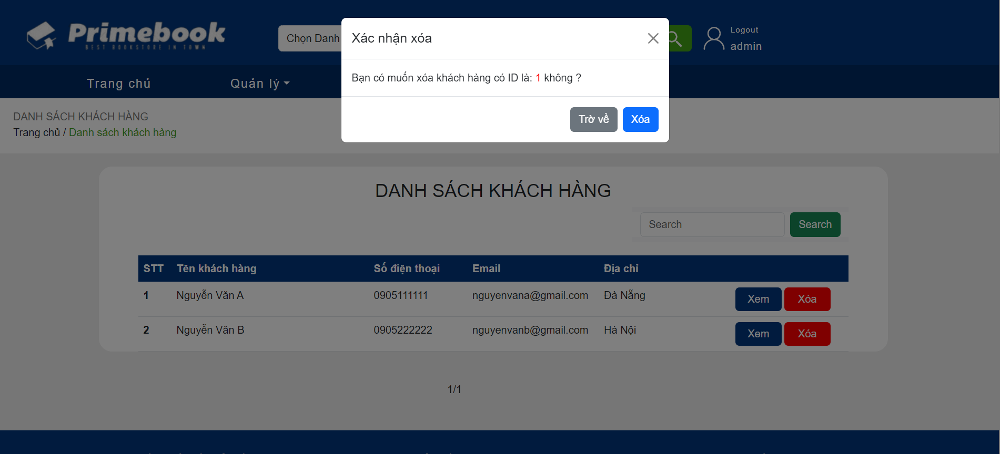 Primebook
BEST BOOKSTORE IN TOWN
Chọn Danh
Logout
admin
Trang chủ
Quản lý
Xác nhận xóa
Bạn có muốn xóa khách hàng có ID là: 1 không ?
Trờ về
Xóa
DANH SÁCH KHÁCH HÀNG
Trang chủ / Danh sách khách hàng
DANH SÁCH KHÁCH HÀNG
Search
Search
STT Tên khách hàng Số điện thoại Email Địa chỉ
1 Nguyễn Văn A 0905111111 nguyenvana@gmail.com Đà Nẵng Xem Xóa
2 Nguyễn Văn B 0905222222 nguyenvanb@gmail.com Hà Nội Xem Xóa
1/1